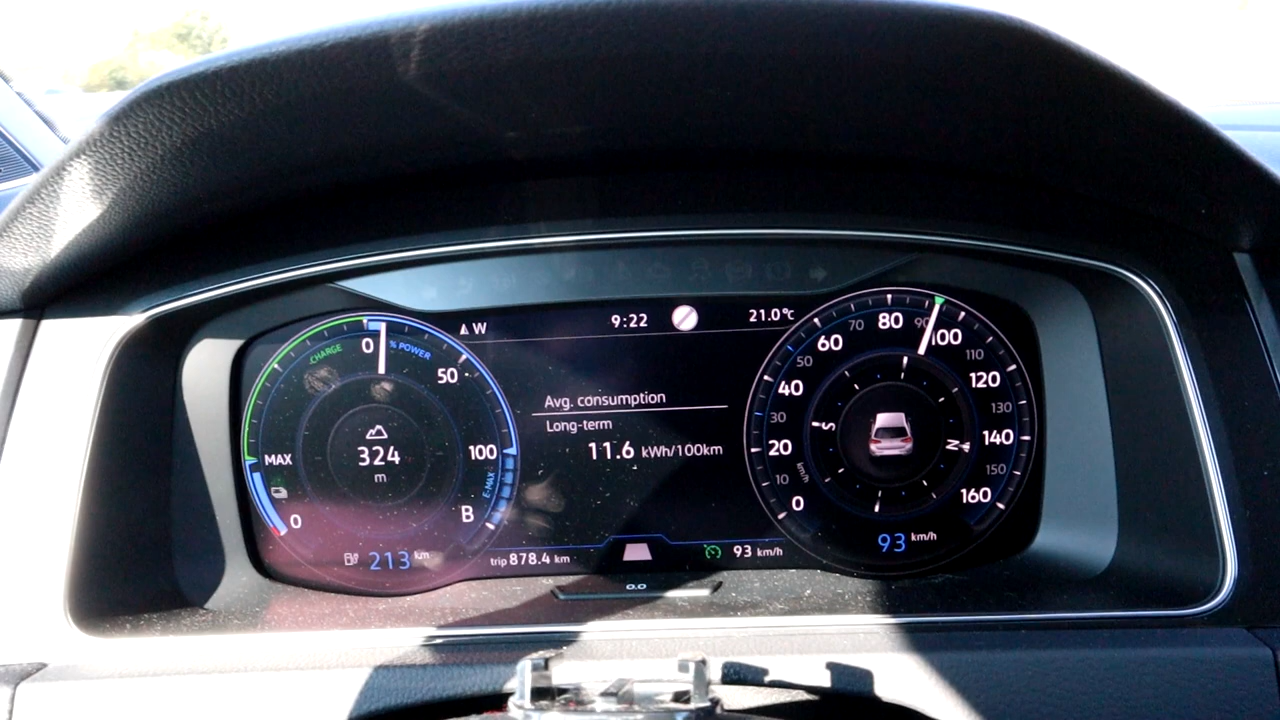 W
9:22
21.0°C
CHARGE
0
% POWER
50
100
MAX
E-MAX
B
0
324
m
213 km
Avg. consumption
Long-term
11.6 kWh/100km
trip 878.4 km
93 km/h
0.0
0
10
20
30
40
50
60
70
80
90
100
110
120
130
140
150
160
km/h
S
N
93 km/h